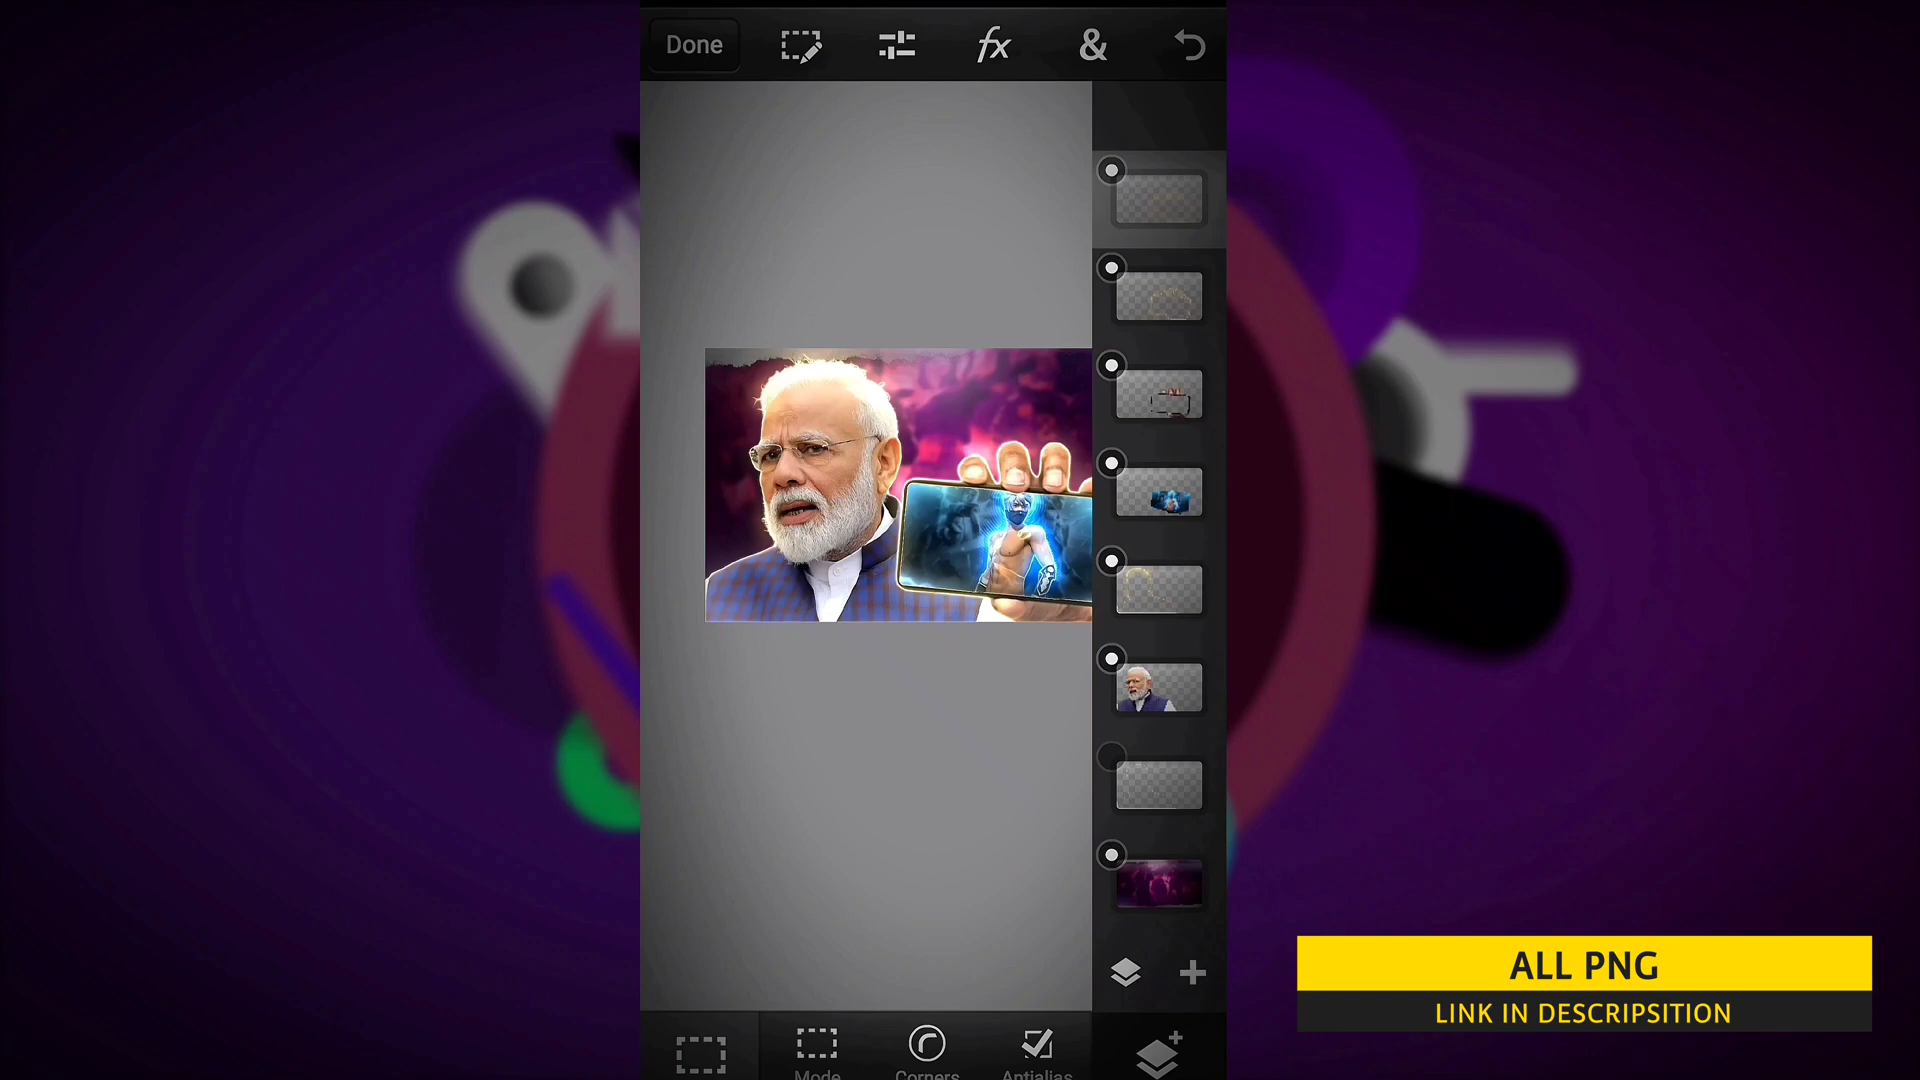 Done
fx
&
Mode
Corners
Antialias
ALL PNG
LINK IN DESCRIPSITION